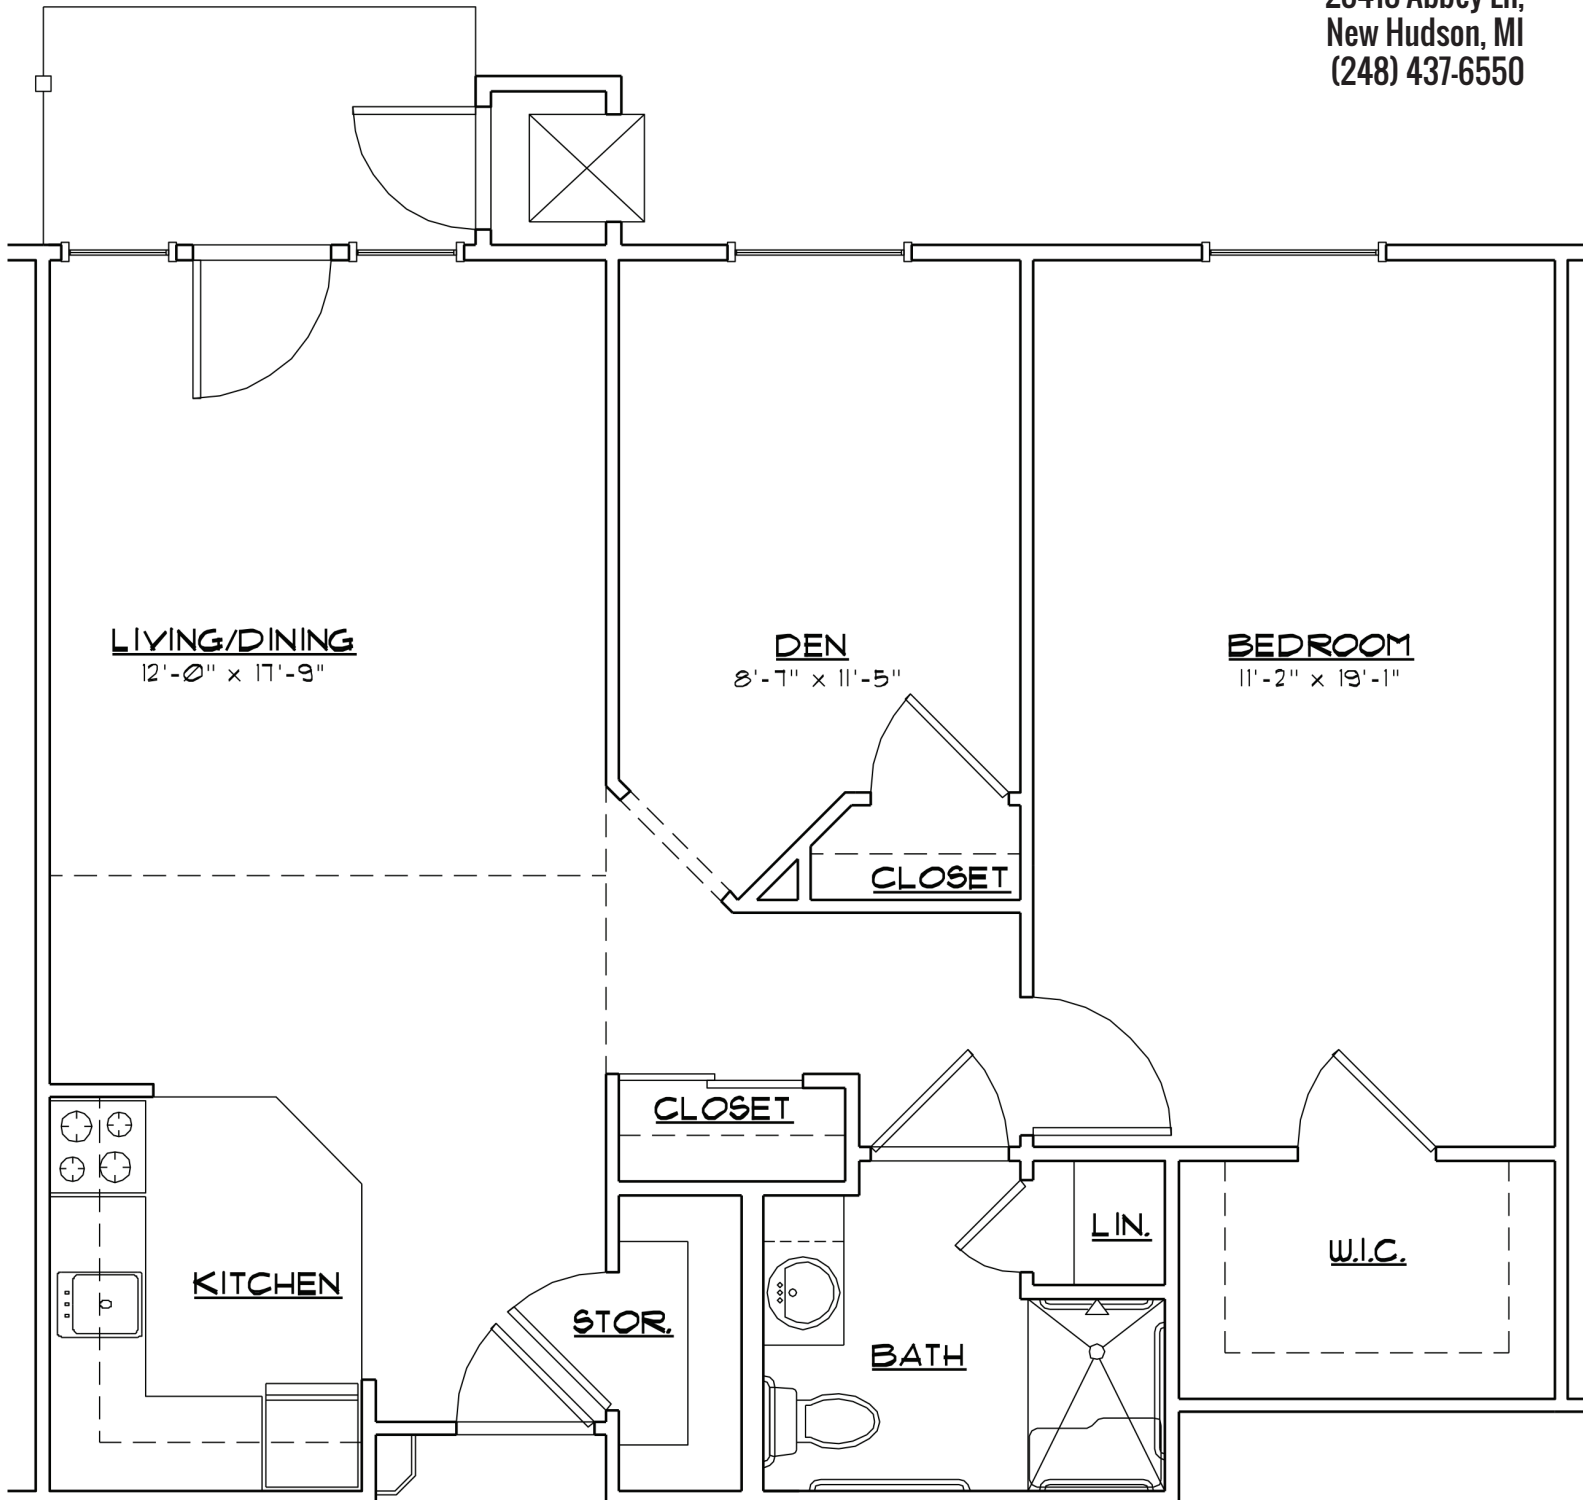 New Hudson, MI
(248) 437-6550
LIVING/DINING
12'-0" x 17'-9"
DEN
8'-7" x 11'-5"
BEDROOM
11'-2" x 19'-1"
CLOSET
CLOSET
LIN.
W.I.C.
KITCHEN
STOR.
BATH